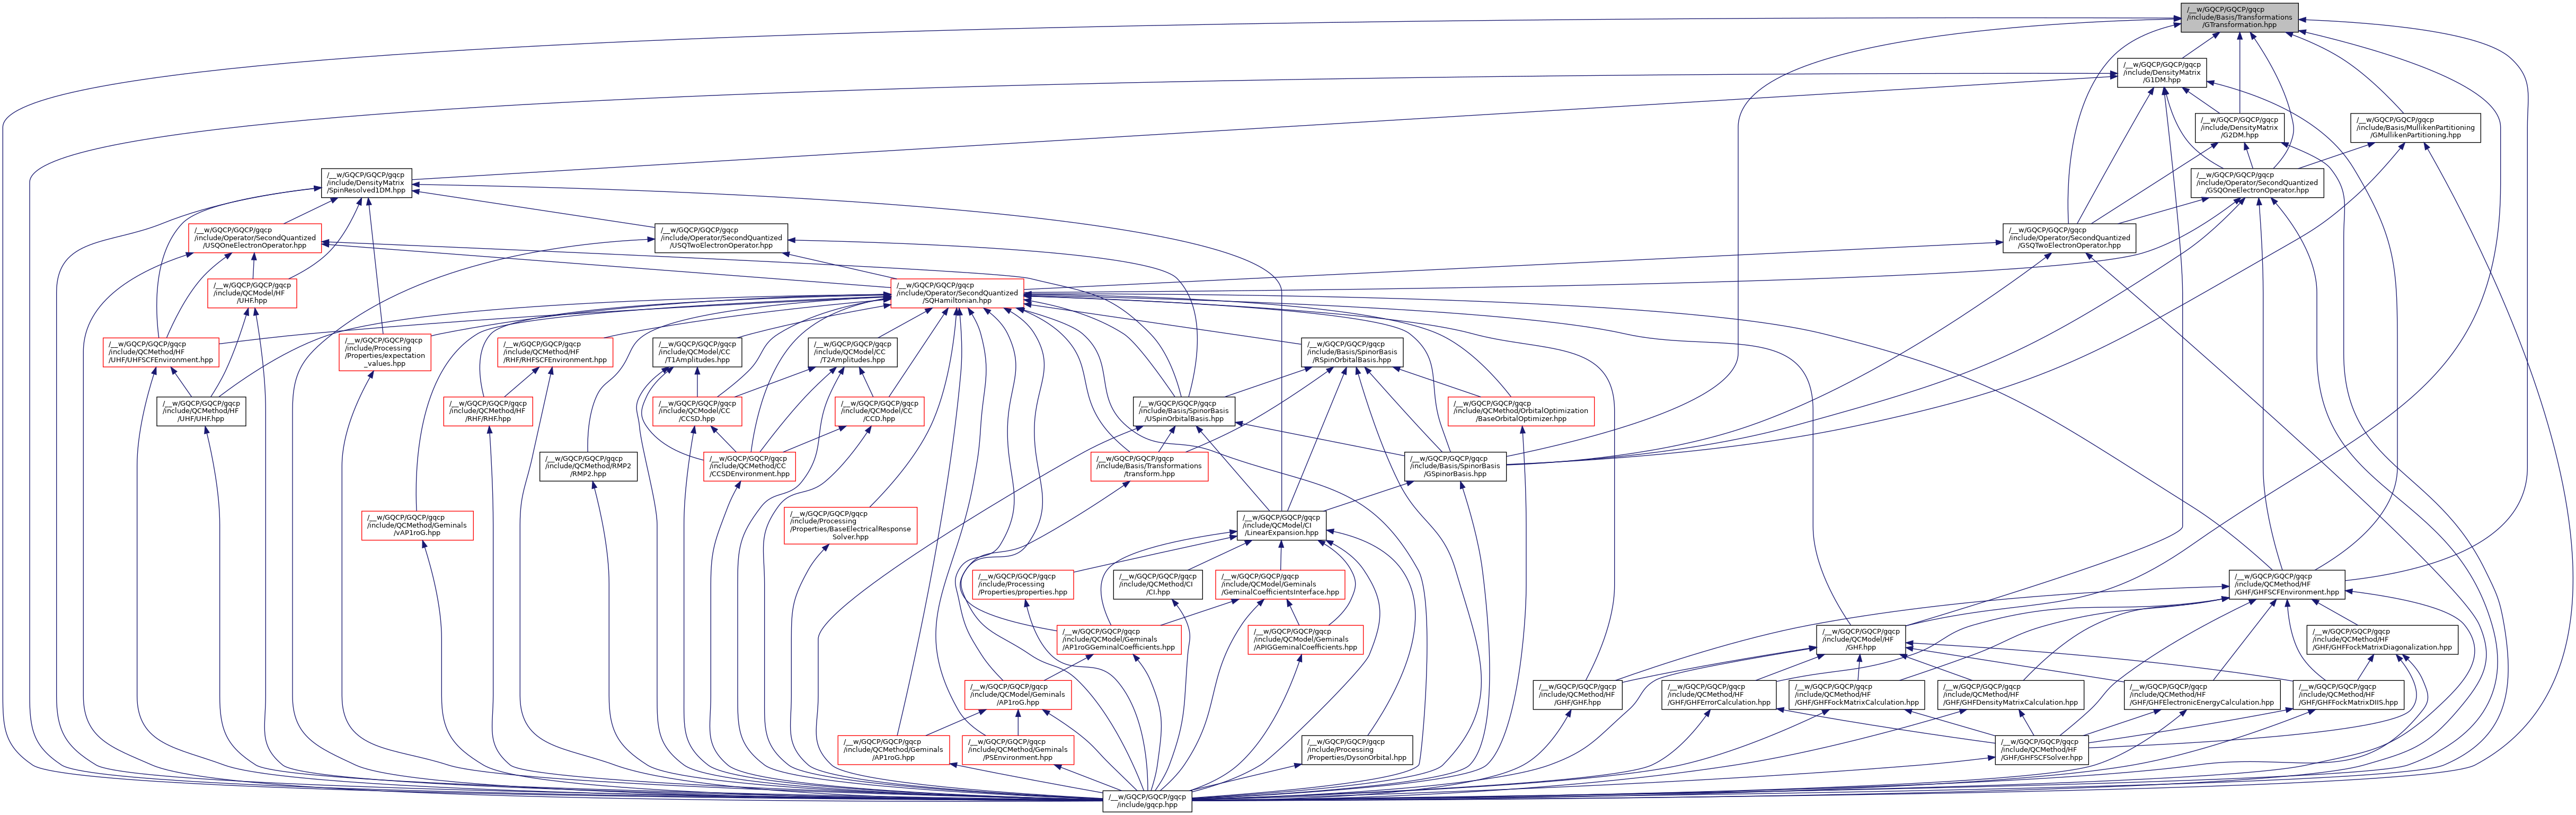 /__w/GQCP/GQCP/gqcp
/include/Basis/Transformations
/GTransformation.hpp
/__w/GQCP/GQCP/gqcp
/include/DensityMatrix
/G1DM.hpp
/__w/GQCP/GQCP/gqcp
/include/DensityMatrix
/G2DM.hpp
/__w/GQCP/GQCP/gqcp
/include/Basis/MullikenPartitioning
/GMullikenPartitioning.hpp
/__w/GQCP/GQCP/gqcp
/include/DensityMatrix
/SpinResolved1DM.hpp
/__w/GQCP/GQCP/gqcp
/include/Operator/SecondQuantized
/GSQOneElectronOperator.hpp
/__w/GQCP/GQCP/gqcp
/include/Operator/SecondQuantized
/USQOneElectronOperator.hpp
/__w/GQCP/GQCP/gqcp
/include/Operator/SecondQuantized
/USQTwoElectronOperator.hpp
/__w/GQCP/GQCP/gqcp
/include/Operator/SecondQuantized
/GSQTwoElectronOperator.hpp
/__w/GQCP/GQCP/gqcp
/include/QCModel/HF
/UHF.hpp
/__w/GQCP/GQCP/gqcp
/include/Operator/SecondQuantized
/SQHamiltonian.hpp
/__w/GQCP/GQCP/gqcp
/include/QCMethod/HF
/UHF/UHFSCFEnvironment.hpp
/__w/GQCP/GQCP/gqcp
/include/Processing
/Properties/expectation
_values.hpp
/__w/GQCP/GQCP/gqcp
/include/QCMethod/HF
/RHF/RHFSCFEnvironment.hpp
/__w/GQCP/GQCP/gqcp
/include/QCModel/CC
/T1Amplitudes.hpp
/__w/GQCP/GQCP/gqcp
/include/QCModel/CC
/T2Amplitudes.hpp
/__w/GQCP/GQCP/gqcp
/include/Basis/SpinorBasis
/RSpinOrbitalBasis.hpp
/__w/GQCP/GQCP/gqcp
/include/QCMethod/HF
/UHF/UHF.hpp
/__w/GQCP/GQCP/gqcp
/include/QCMethod/HF
/RHF/RHF.hpp
/__w/GQCP/GQCP/gqcp
/include/QCModel/CC
/CCSD.hpp
/__w/GQCP/GQCP/gqcp
/include/QCModel/CC
/CCD.hpp
/__w/GQCP/GQCP/gqcp
/include/Basis/SpinorBasis
/USpinOrbitalBasis.hpp
/__w/GQCP/GQCP/gqcp
/include/QCMethod/OrbitalOptimization
/BaseOrbitalOptimizer.hpp
/__w/GQCP/GQCP/gqcp
/include/QCMethod/RMP2
/RMP2.hpp
/__w/GQCP/GQCP/gqcp
/include/QCMethod/CC
/CCSDEnvironment.hpp
/__w/GQCP/GQCP/gqcp
/include/Basis/Transformations
/transform.hpp
/__w/GQCP/GQCP/gqcp
/include/Basis/SpinorBasis
/GSpinorBasis.hpp
/__w/GQCP/GQCP/gqcp
/include/QCMethod/Geminals
/vAP1roG.hpp
/__w/GQCP/GQCP/gqcp
/include/Processing
/Properties/BaseElectricalResponse
Solver.hpp
/__w/GQCP/GQCP/gqcp
/include/QCModel/CI
/LinearExpansion.hpp
/__w/GQCP/GQCP/gqcp
/include/Processing
/Properties/properties.hpp
/__w/GQCP/GQCP/gqcp
/include/QCMethod/CI
/CI.hpp
/__w/GQCP/GQCP/gqcp
/include/QCModel/Geminals
/GeminalCoefficientsInterface.hpp
/__w/GQCP/GQCP/gqcp
/include/QCMethod/HF
/GHF/GHFSCFEnvironment.hpp
/__w/GQCP/GQCP/gqcp
/include/QCModel/Geminals
/AP1roGGeminalCoefficients.hpp
/__w/GQCP/GQCP/gqcp
/include/QCModel/Geminals
/APIGGeminalCoefficients.hpp
/__w/GQCP/GQCP/gqcp
/include/QCModel/HF
/GHF.hpp
/__w/GQCP/GQCP/gqcp
/include/QCMethod/HF
/GHF/GHFFockMatrixDiagonalization.hpp
/__w/GQCP/GQCP/gqcp
/include/QCModel/Geminals
/AP1roG.hpp
/__w/GQCP/GQCP/gqcp
/include/QCMethod/HF
/GHF/GHF.hpp
/__w/GQCP/GQCP/gqcp
/include/QCMethod/HF
/GHF/GHFErrorCalculation.hpp
/__w/GQCP/GQCP/gqcp
/include/QCMethod/HF
/GHF/GHFFockMatrixCalculation.hpp
/__w/GQCP/GQCP/gqcp
/include/QCMethod/HF
/GHF/GHFDensityMatrixCalculation.hpp
/__w/GQCP/GQCP/gqcp
/include/QCMethod/HF
/GHF/GHFElectronicEnergyCalculation.hpp
/__w/GQCP/GQCP/gqcp
/include/QCMethod/HF
/GHF/GHFFockMatrixDIIS.hpp
/__w/GQCP/GQCP/gqcp
/include/QCMethod/Geminals
/AP1roG.hpp
/__w/GQCP/GQCP/gqcp
/include/QCMethod/Geminals
/PSEnvironment.hpp
/__w/GQCP/GQCP/gqcp
/include/Processing
/Properties/DysonOrbital.hpp
/__w/GQCP/GQCP/gqcp
/include/QCMethod/HF
/GHF/GHFSCFSolver.hpp
/__w/GQCP/GQCP/gqcp
/include/gqcp.hpp